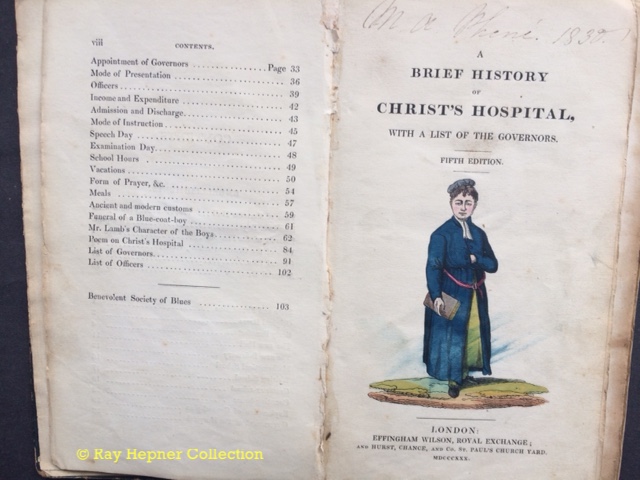 viii CONTENTS.
Appointment of Governors ........................ Page 33
Mode of Presentation ........................ 36
Officers ........................ 39
Income and Expenditure ........................ 42
Admission and Discharge ........................ 43
Mode of Instruction ........................ 45
Speech Day ........................ 47
Examination Day ........................ 48
School Hours ........................ 49
Vacations ........................ 50
Form of Prayer, &c. ........................ 54
Meals ........................ 57
Ancient and modern customs ........................ 59
Funeral of a Blue-coat-boy ........................ 61
Mr. Lamb's Character of the Boys ........................ 62
Poem on Christ's Hospital ........................ 84
List of Governors ........................ 91
List of Officers ........................ 102
Benevolent Society of Blues ........................ 103
© Ray Hepner Collection
1830.
A
BRIEF HISTORY
OF
CHRIST'S HOSPITAL,
WITH A LIST OF THE GOVERNORS.
FIFTH EDITION.
LONDON:
EFFINGHAM WILSON, ROYAL EXCHANGE;
AND HURST, CHANCE, AND CO. ST. PAUL'S CHURCH YARD.
MDCCCXXX.